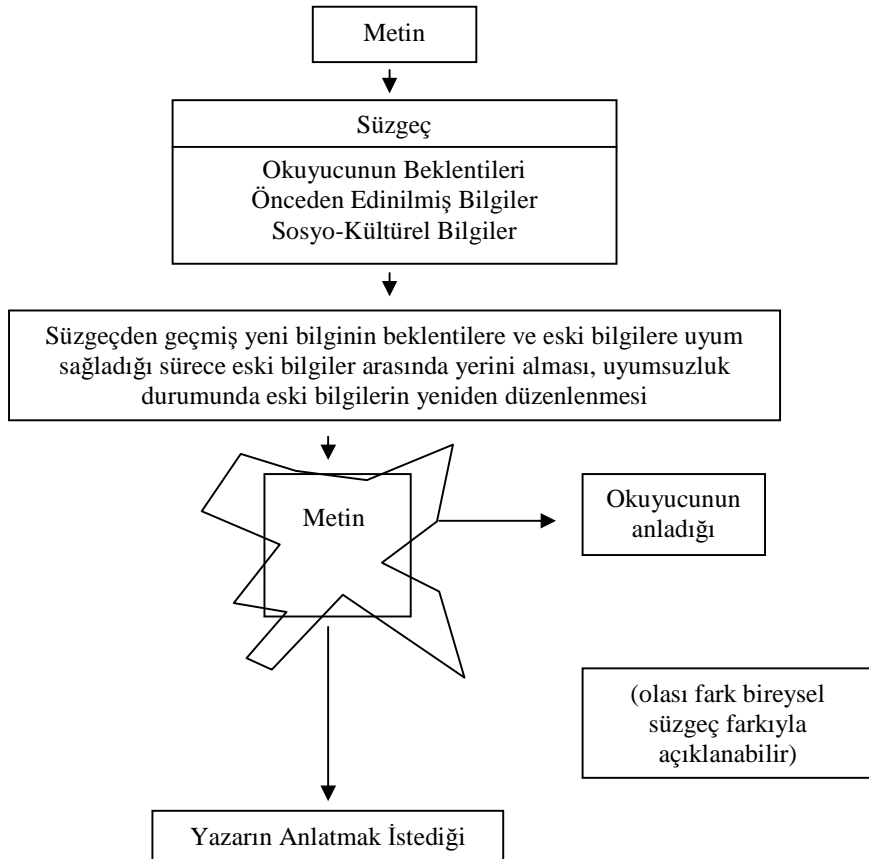 Metin
Süzgeç
Okuyucunun Beklentileri
Önceden Edinilmiş Bilgiler
Sosyo-Kültürel Bilgiler
Süzgeçden geçmiş yeni bilginin beklentilere ve eski bilgilere uyum
sağladığı sürece eski bilgiler arasında yerini alması, uyumsuzluk
durumunda eski bilgilerin yeniden düzenlenmesi
Metin
Okuyucunun
anladığı
(olası fark bireysel
süzgeç farkıyla
açıklanabilir)
Yazarın Anlatmak İstediği